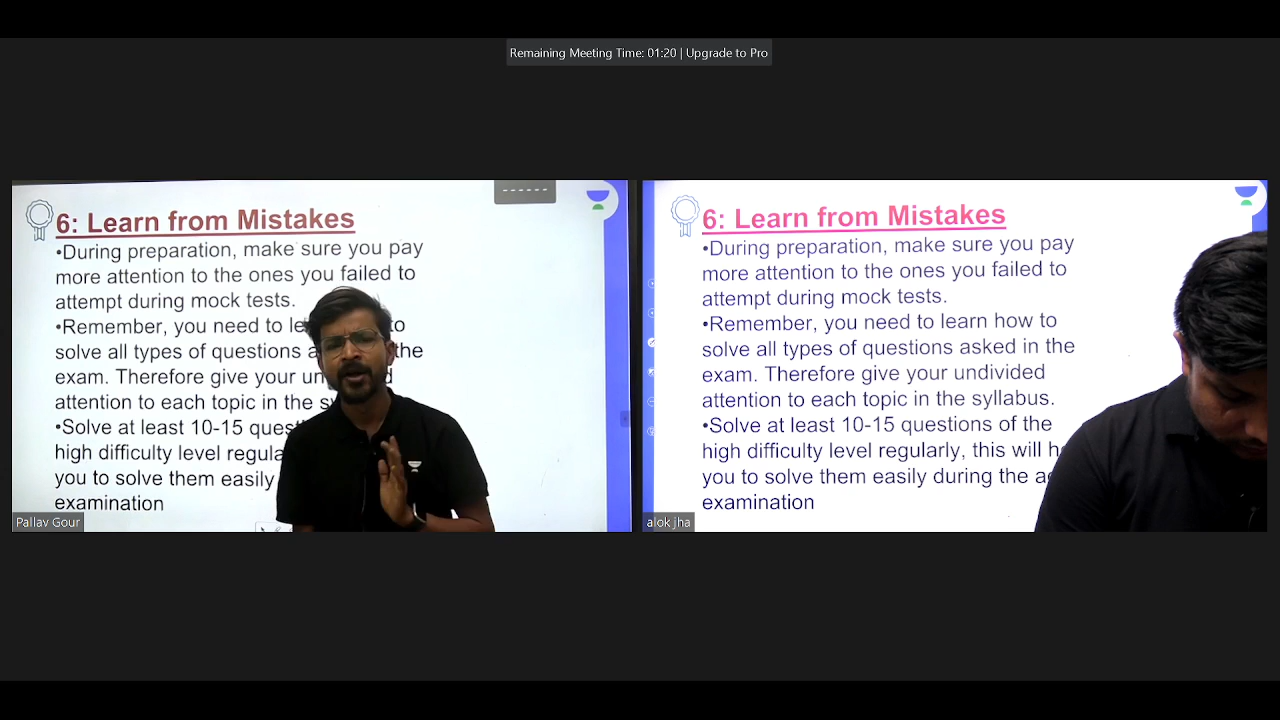 Remaining Meeting Time: 01:20 | Upgrade to Pro
6: Learn from Mistakes
•During preparation, make sure you pay
more attention to the ones you failed to
attempt during mock tests.
•Remember, you need to le to
solve all types of questions a the
exam. Therefore give your un d
attention to each topic in the sy
•Solve at least 10-15 quest
high difficulty level regula
you to solve them easily
examination
Pallav Gour
6: Learn from Mistakes
•During preparation, make sure you pay
more attention to the ones you failed to
attempt during mock tests.
•Remember, you need to learn how to
solve all types of questions asked in the
exam. Therefore give your undivided
attention to each topic in the syllabus.
•Solve at least 10-15 questions of the
high difficulty level regularly, this will h
you to solve them easily during the a
examination
alok jha